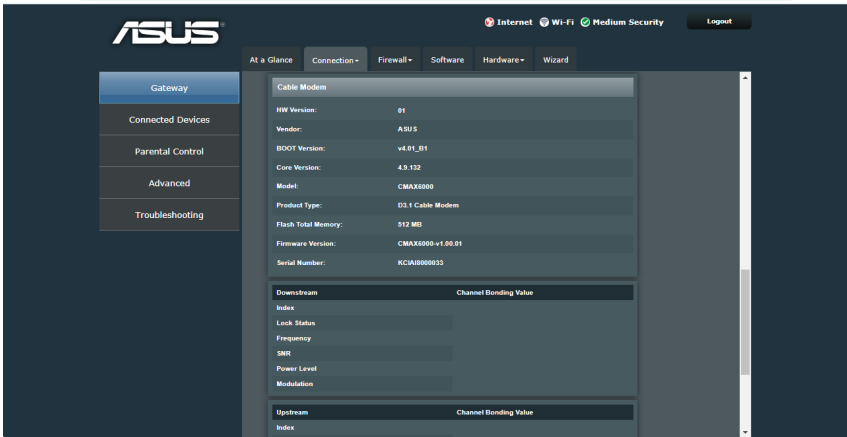 ASUS
Internet Wi-Fi Medium Security Logout
At a Glance Connection Firewall Software Hardware Wizard
Gateway
Connected Devices
Parental Control
Advanced
Troubleshooting
Cable Modem
HW Version: 01
Vendor: ASUS
BOOT Version: v4.01_B1
Core Version: 4.9.132
Model: CMAX6000
Product Type: D3.1 Cable Modem
Flash Total Memory: 512 MB
Firmware Version: CMAX6000-v1.00.01
Serial Number: KCIAI8000033
Downstream Channel Bonding Value
Index
Lock Status
Frequency
SNR
Power Level
Modulation
Upstream Channel Bonding Value
Index